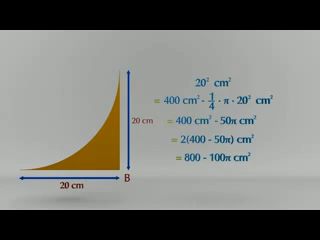 20² cm²
= 400 cm² - 1/4 · π · 20² cm²
= 400 cm² - 50π cm²
= 2(400 - 50π) cm²
= 800 - 100π cm²
20 cm
20 cm
B